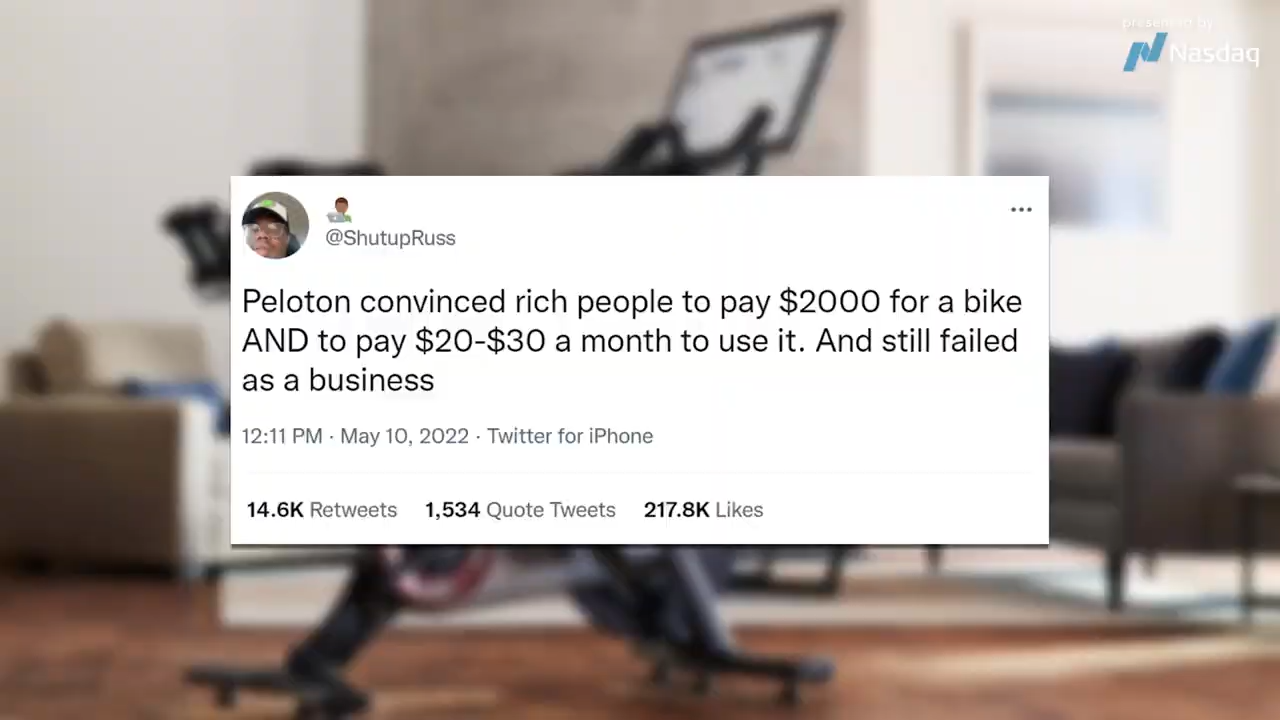 presented by
Nasdaq
@ShutupRuss
Peloton convinced rich people to pay $2000 for a bike
AND to pay $20-$30 a month to use it. And still failed
as a business
12:11 PM · May 10, 2022 · Twitter for iPhone
14.6K Retweets 1,534 Quote Tweets 217.8K Likes